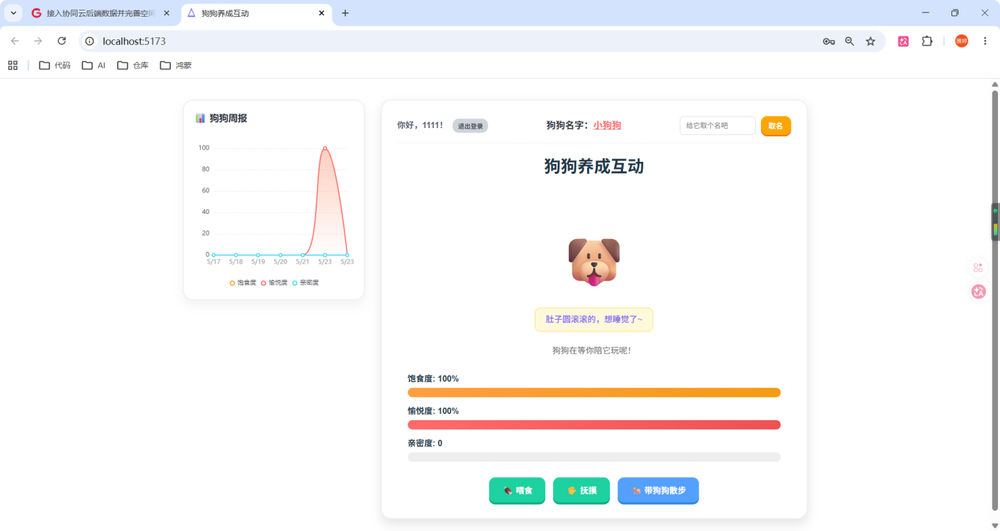 接入协同云后端数据并完善空间
狗狗养成互动
localhost:5173
雅婷
代码
AI
仓库
鸿蒙
狗狗周报
100
80
60
40
20
0
5/17 5/18 5/19 5/20 5/21 5/23 5/23
饱食度 愉悦度 亲密度
你好，1111！ 退出登录 狗狗名字：小狗狗 给它取个名吧 取名
狗狗养成互动
肚子圆滚滚的，想睡觉了~
狗狗在等你陪它玩呢！
饱食度: 100%
愉悦度: 100%
亲密度: 0
喂食 抚摸 带狗狗散步